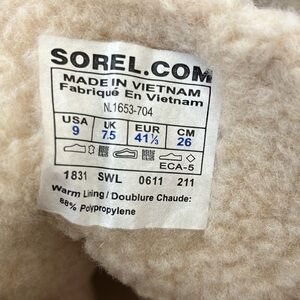 SOREL.COM
MADE IN VIETNAM
Fabriqué En Vietnam
NL1653-704
USA UK EUR CM
9 7.5 41½ 26
ECA-5
1831 SWL 0611 211
Warm Lining/Doublure Chaude:
68% Polypropylene